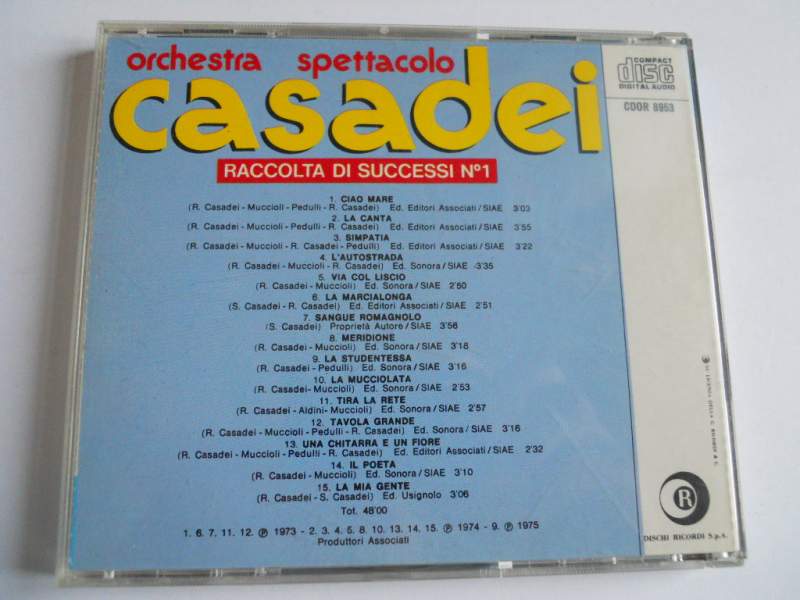 orchestra spettacolo
casadei
RACCOLTA DI SUCCESSI Nº1
COMPACT
disc
DIGITAL AUDIO
CDOR 8953
1. CIAO MARE
(R. Casadei - Muccioli - Pedulli - R. Casadei) Ed. Editori Associati/SIAE 3'03
2. LA CANTA
(R. Casadei - Muccioli - Pedulli - R. Casadei) Ed. Editori Associati/SIAE 3'55
3. SIMPATIA
(R. Casadei - Muccioli - R. Casadei - Pedulli) Ed. Editori Associati/SIAE 3'22
4. L'AUTOSTRADA
(R. Casadei - Muccioli - R. Casadei) Ed. Sonora/SIAE -3'35
5. VIA COL LISCIO
(R. Casadei - Muccioli) Ed. Sonora/SIAE 2'50
6. LA MARCIALONGA
(S. Casadei - R. Casadei) Ed. Editori Associati/SIAE 2'51
7. SANGUE ROMAGNOLO
(S. Casadei) Proprietà Autore/SIAE 3'56
8. MERIDIONE
(R. Casadei - Muccioli) Ed. Sonora/SIAE 3'18
9. LA STUDENTESSA
(R. Casadei - Pedulli) Ed. Sonora/SIAE 3'16
10. LA MUCCIOLATA
(R. Casadei-Muccioli) Ed. Sonora/SIAE 2'53
11. TIRA LA RETE
(R. Casadei - Aldini- Muccioli) Ed. Sonora/SIAE 2'57
12. TAVOLA GRANDE
(R. Casadei - Muccioli - Pedulli - R. Casadei) Ed. Sonora/SIAE 3'16
13. UNA CHITARRA E UN FIORE
(R. Casadei - Muccioli - Pedulli - R. Casadei) Ed. Editori Associati/SIAE 2'32
14. IL POETA
(R. Casadei - Muccioli) Ed. Sonora/SIAE 3'10
15. LA MIA GENTE
(R. Casadei - S. Casadei) Ed. Usignolo 3'06
Tot. 48'00
1. 6. 7. 11. 12. ℗ 1973 - 2. 3. 4. 5. 8. 10. 13. 14. 15. ℗ 1974 - 9. ℗ 1975
Produttori Associati
R
DISCHI RICORDI S.p.A.